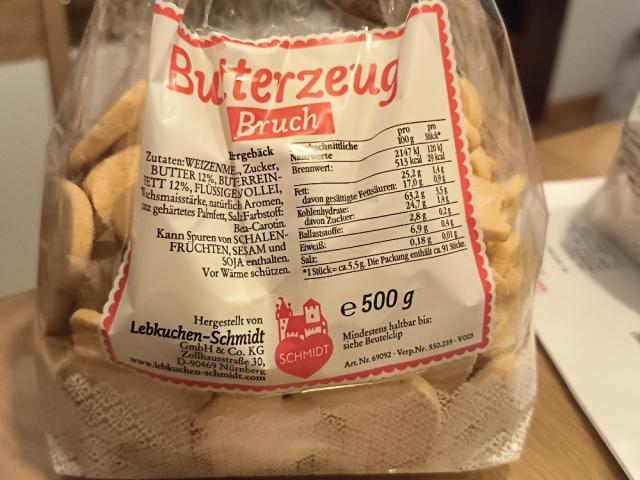 Butterzeug
Bruch
Zutaten: WEIZENME Zucker,
BUTTER 12%, BUTTERREIN-
FETT 12%, FLÜSSIGES VOLLEI,
natürlich Aromen,
gehärtetes Palmfett, Salz, Farbstoff:
Beta-Carotin.
Kann Spuren von SCHALEN-
FRÜCHTEN, SESAM und
SOJA enthalten.
Vor Wärme schützen.
pro pro
100 g Stück*
Brennwert: 2147 kJ 120 kJ
513 kcal 29 kcal
Fett: 25,2 g 1,4 g
davon gesättigte Fettsäuren: 17,0 g 0,9 g
Kohlenhydrate: 63,2 g 3,5 g
davon Zucker: 24,7 g 1,4 g
Ballaststoffe: 2,8 g 0,2 g
Eiweiß: 6,9 g 0,4 g
Salz: 0,18 g 0,01 g
*1 Stück = ca. 5,5 g. Die Packung enthält ca. 91 Stücke.
Hergestellt von
Lebkuchen-Schmidt
GmbH & Co. KG
Zollhausstraße 30,
D-90469 Nürnberg
www.lebkuchen-schmidt.com
SCHMIDT
e 500 g
Mindestens haltbar bis:
siehe Beutelclip
Art.Nr. 69092 · Verp.Nr. 550.235 - V003